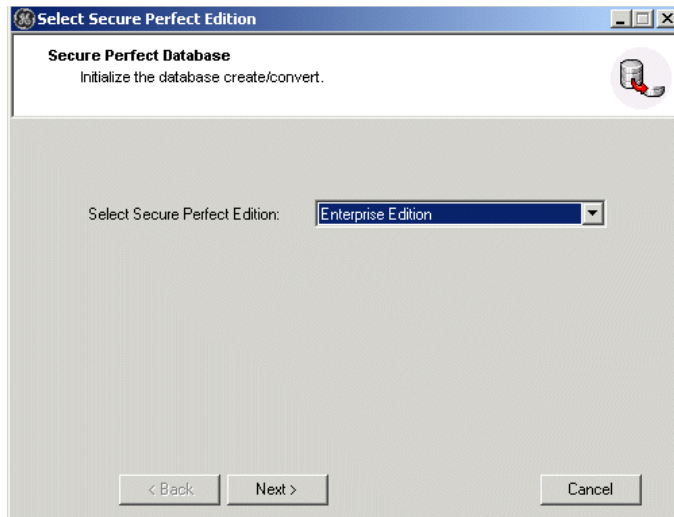 Select Secure Perfect Edition
Secure Perfect Database
Initialize the database create/convert.
Select Secure Perfect Edition:
Enterprise Edition
< Back
Next >
Cancel